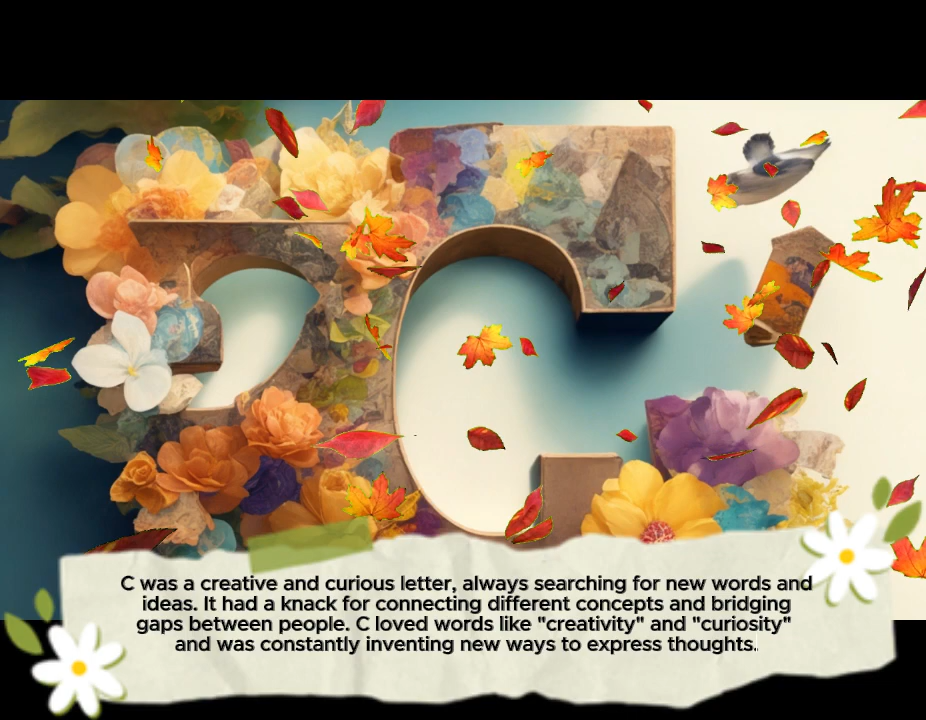 C was a creative and curious letter, always searching for new words and
ideas. It had a knack for connecting different concepts and bridging
gaps between people. C loved words like "creativity" and "curiosity"
and was constantly inventing new ways to express thoughts.